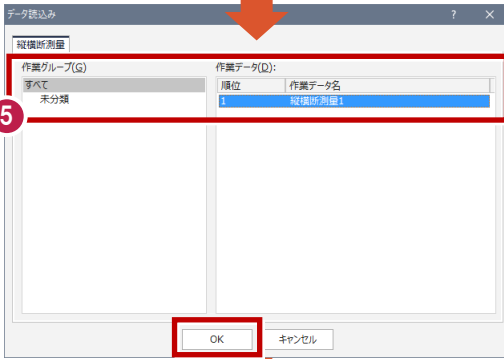 データ読込み
? ×
縦横断測量
作業グループ(G)
作業データ(D):
すべて
順位 作業データ名
未分類
1 縦横断測量1
5
OK キャンセル